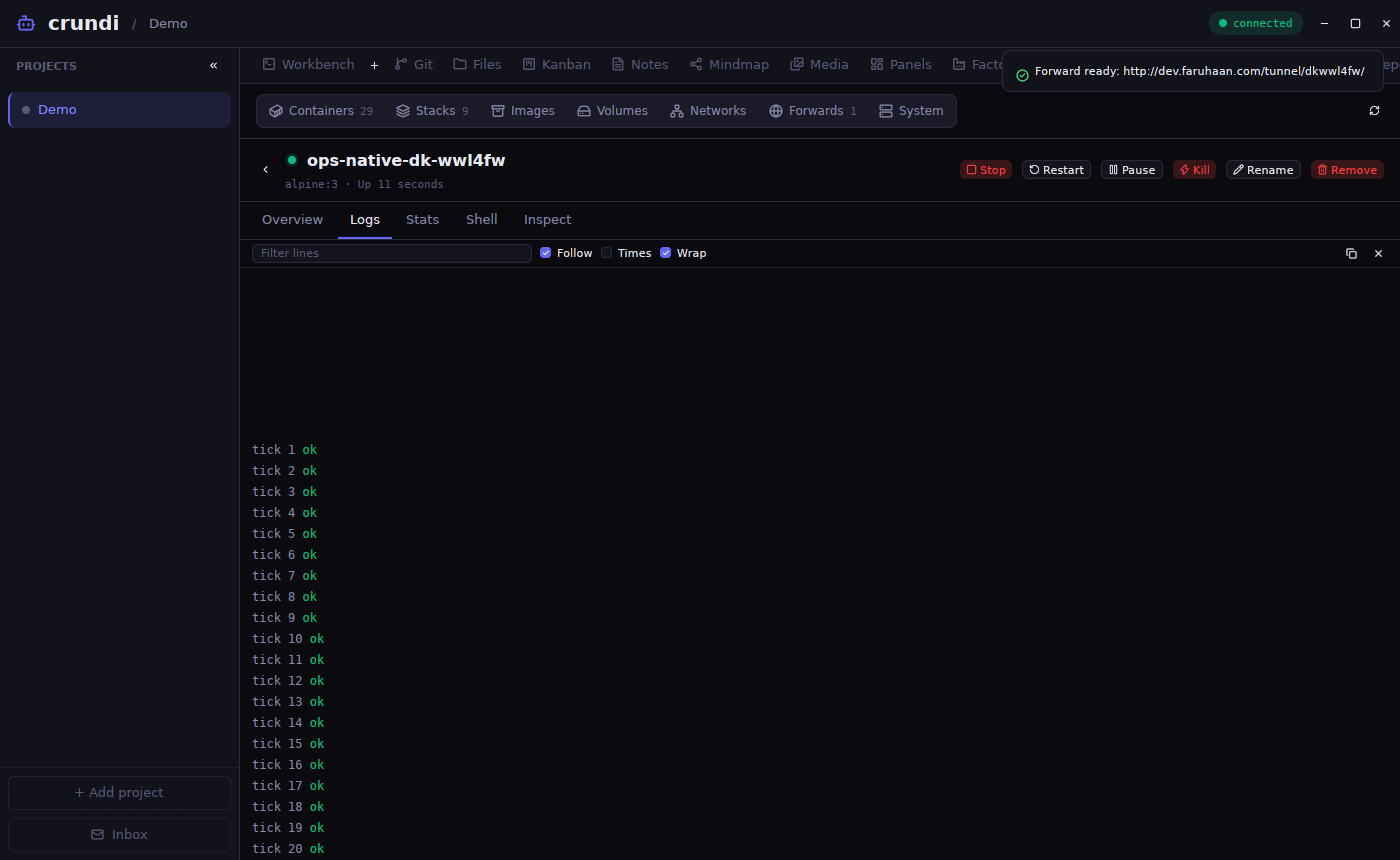 crundi / Demo
connected
PROJECTS
Demo
+ Add project
Inbox
Workbench + Git Files Kanban Notes Mindmap Media Panels
Forward ready: http://dev.faruhaan.com/tunnel/dkwwl4fw/
Containers 29 Stacks 9 Images Volumes Networks Forwards 1 System
ops-native-dk-wwl4fw
alpine:3 · Up 11 seconds
Stop Restart Pause Kill Rename Remove
Overview Logs Stats Shell Inspect
Filter lines Follow Times Wrap
tick 1 ok
tick 2 ok
tick 3 ok
tick 4 ok
tick 5 ok
tick 6 ok
tick 7 ok
tick 8 ok
tick 9 ok
tick 10 ok
tick 11 ok
tick 12 ok
tick 13 ok
tick 14 ok
tick 15 ok
tick 16 ok
tick 17 ok
tick 18 ok
tick 19 ok
tick 20 ok